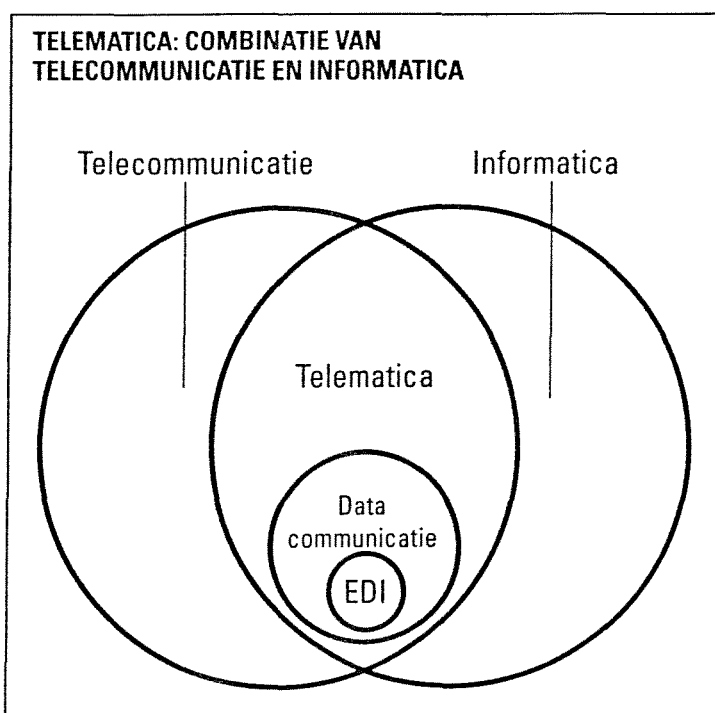 TELEMATICA: COMBINATIE VAN
TELECOMMUNICATIE EN INFORMATICA
Telecommunicatie
Informatica
Telematica
Data
communicatie
EDI